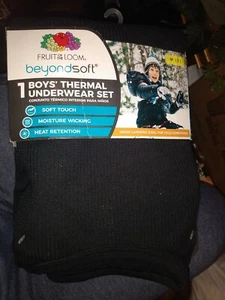 FRUIT OF THE LOOM
beyondsoft
1 BOYS' THERMAL
UNDERWEAR SET
CONJUNTO TÉRMICO INTERIOR PARA NIÑOS
SOFT TOUCH
MOISTURE WICKING
HEAT RETENTION